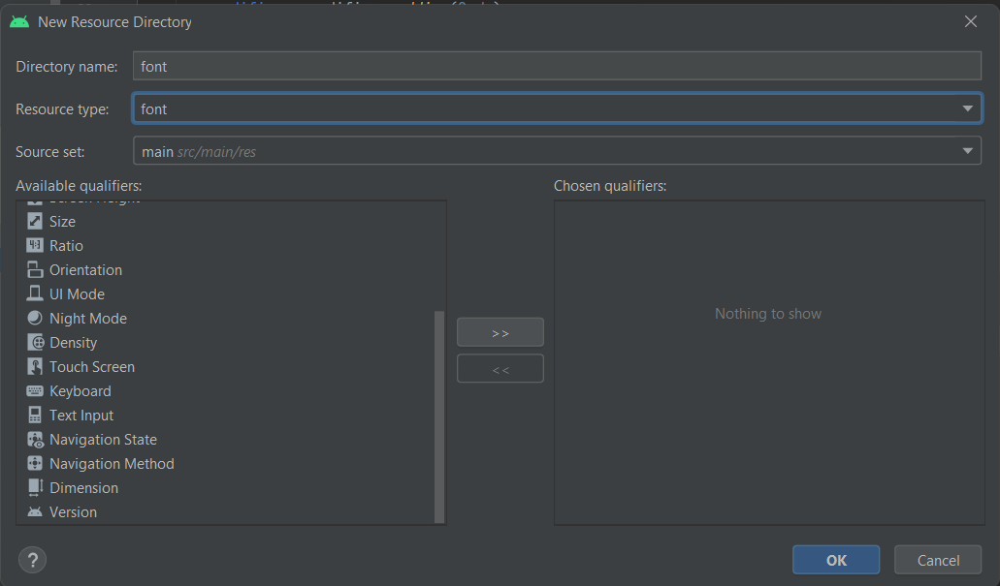 New Resource Directory
Directory name: font
Resource type: font
Source set: main src/main/res
Available qualifiers:
Size
Ratio
Orientation
UI Mode
Night Mode
Density
Touch Screen
Keyboard
Text Input
Navigation State
Navigation Method
Dimension
Version
>>
<<
Chosen qualifiers:
Nothing to show
?
OK
Cancel